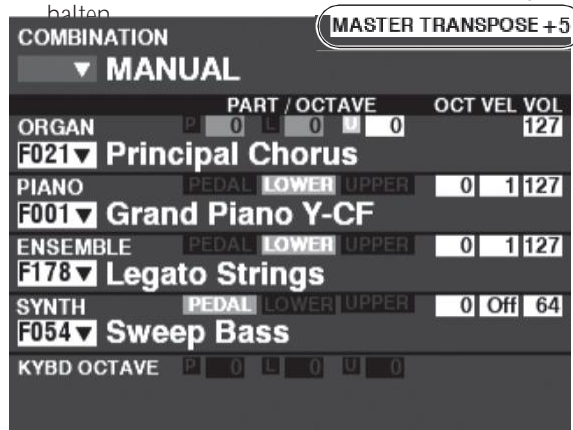 halten
MASTER TRANSPOSE +5
COMBINATION
▼ MANUAL
PART / OCTAVE OCT VEL VOL
ORGAN P 0 L 0 U 0 127
F021▼ Principal Chorus
PIANO PEDAL LOWER UPPER 0 1 127
F001▼ Grand Piano Y-CF
ENSEMBLE PEDAL LOWER UPPER 0 1 127
F178▼ Legato Strings
SYNTH PEDAL LOWER UPPER 0 Off 64
F054▼ Sweep Bass
KYBD OCTAVE P 0 L 0 U 0